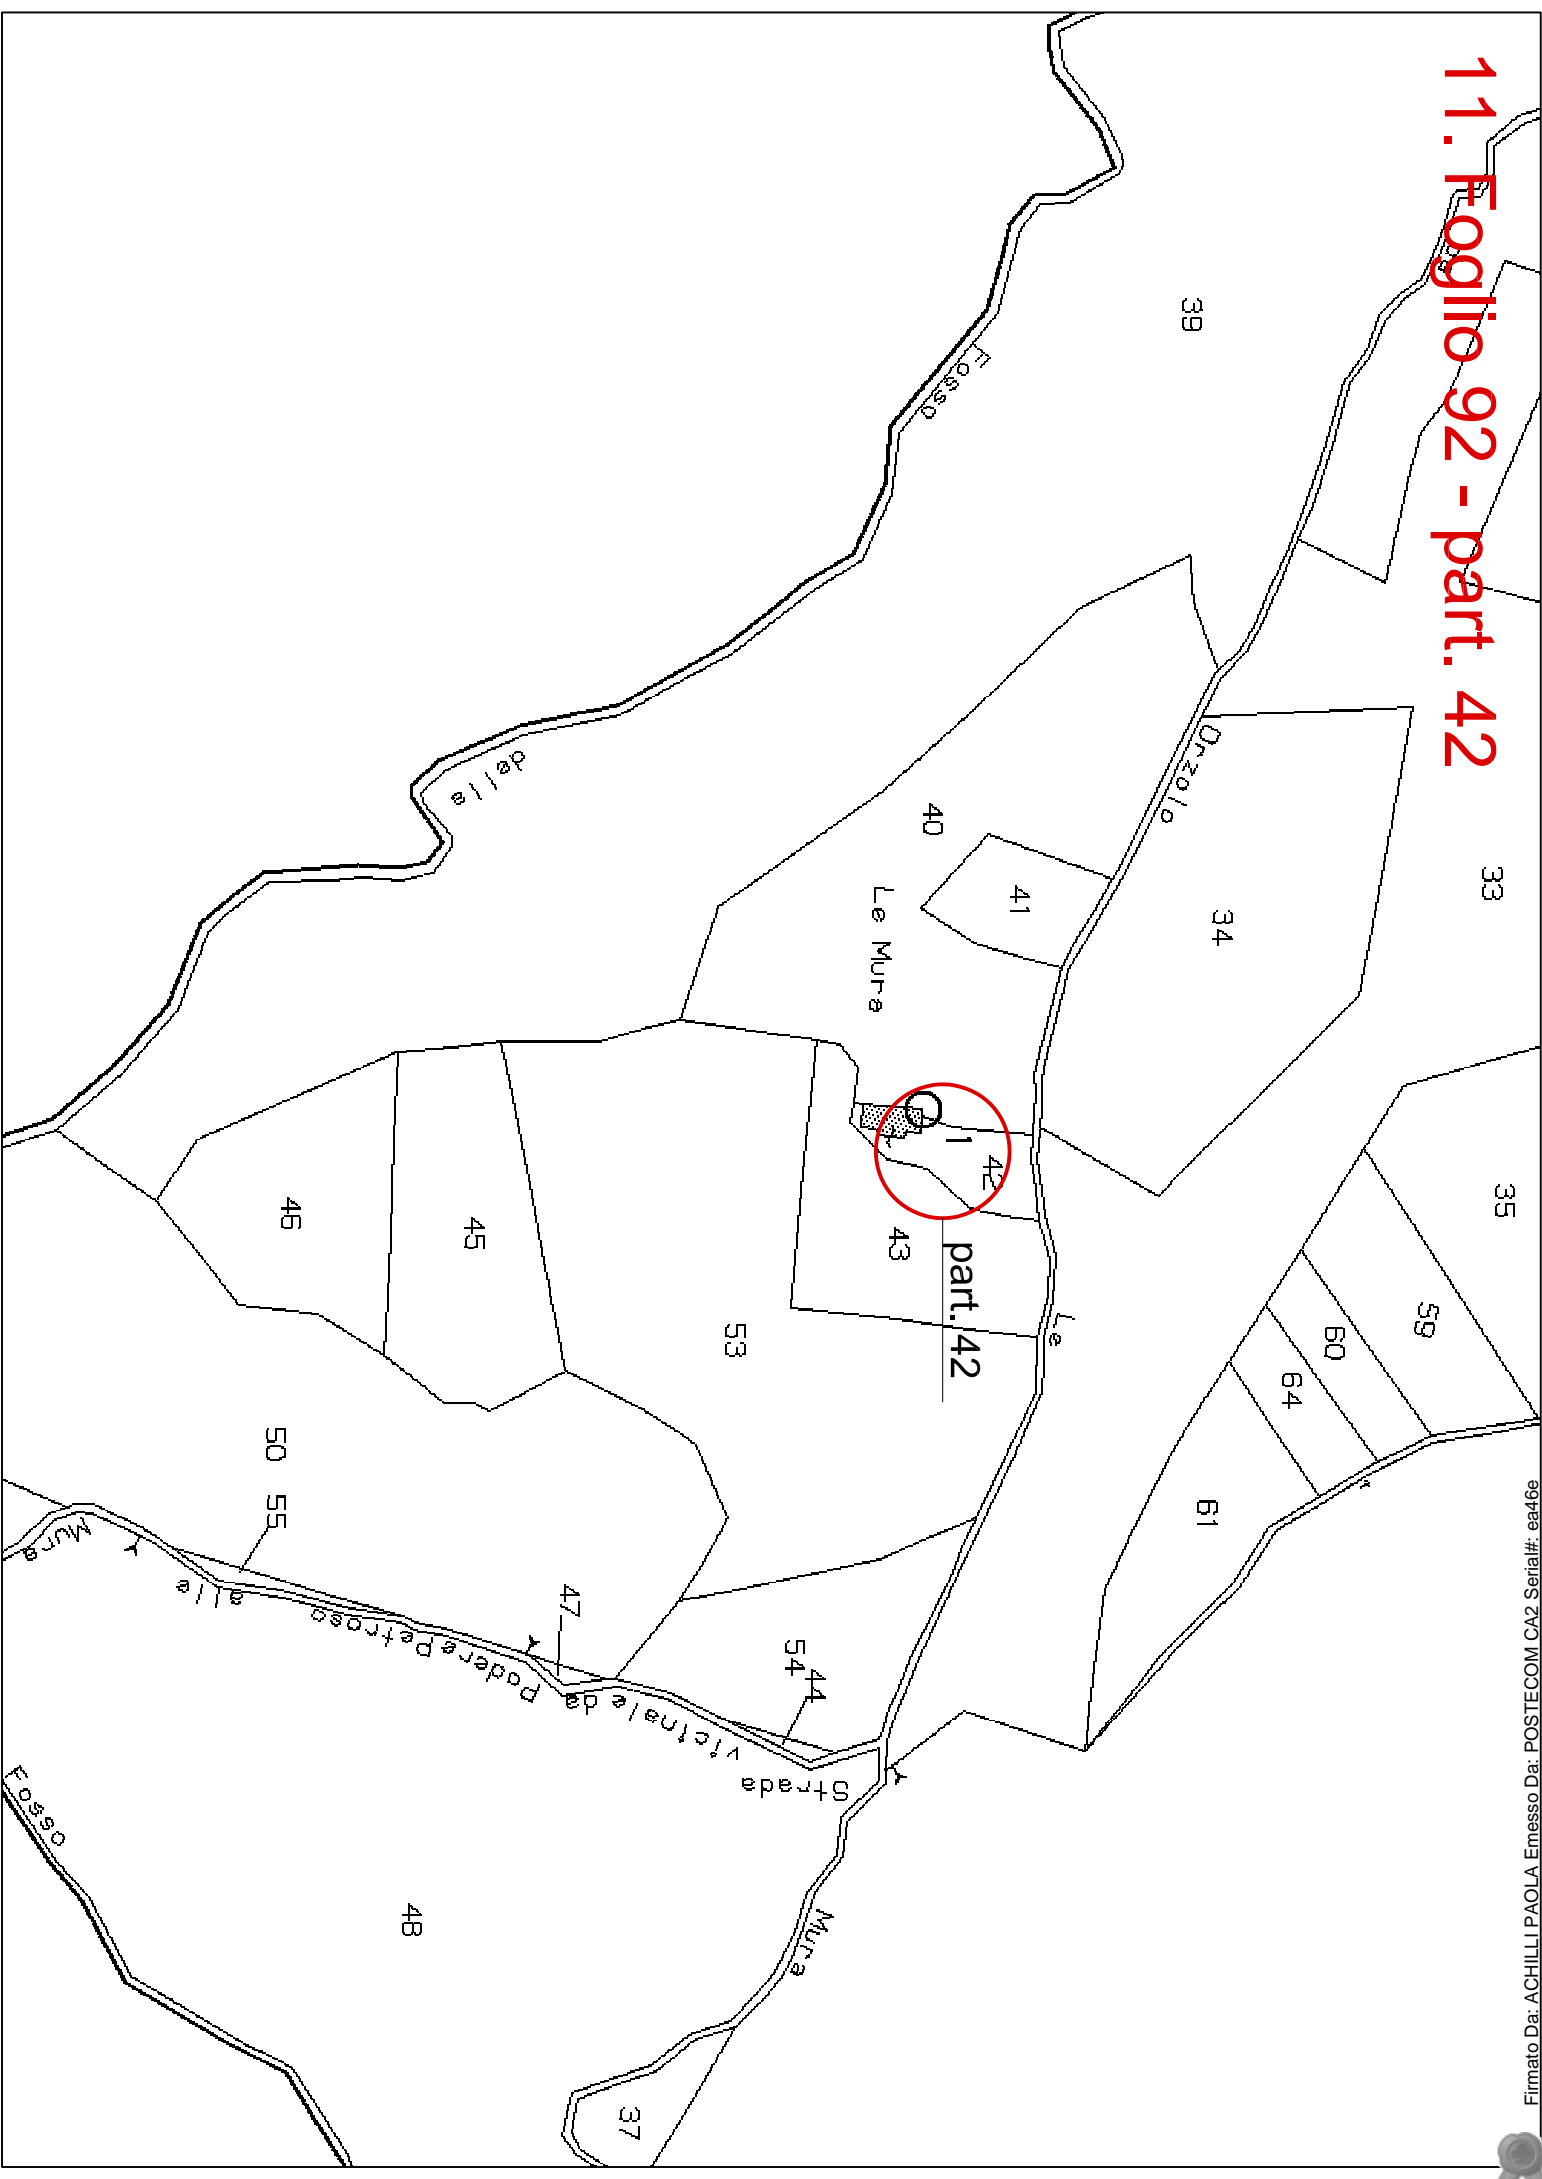 11. Foglio 92 - part. 42
33
35
39
Orzolo
34
59
60
64
61
Fosso
40
41
Le Mura
1
42
43
part. 42
Le
della
53
46
45
50
55
47
54
44
Mura
alle
Petrosa
Podere
vicinale da
Strada
Mura
48
Fosso
37
Firmato Da: ACHILLI PAOLA Emesso Da: POSTECOM CA2 Serial#: ea46e